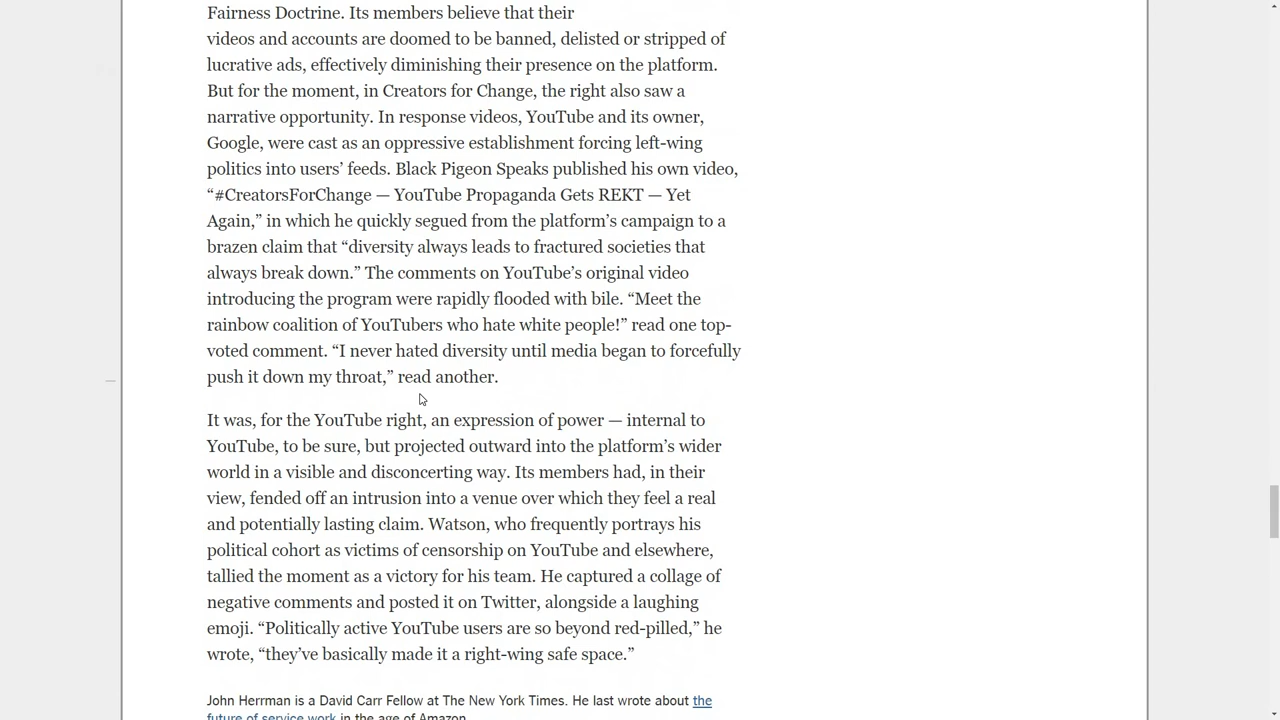 Fairness Doctrine. Its members believe that their
videos and accounts are doomed to be banned, delisted or stripped of
lucrative ads, effectively diminishing their presence on the platform.
But for the moment, in Creators for Change, the right also saw a
narrative opportunity. In response videos, YouTube and its owner,
Google, were cast as an oppressive establishment forcing left-wing
politics into users’ feeds. Black Pigeon Speaks published his own video,
“#CreatorsForChange — YouTube Propaganda Gets REKT — Yet
Again,” in which he quickly segued from the platform’s campaign to a
brazen claim that “diversity always leads to fractured societies that
always break down.” The comments on YouTube’s original video
introducing the program were rapidly flooded with bile. “Meet the
rainbow coalition of YouTubers who hate white people!” read one top-
voted comment. “I never hated diversity until media began to forcefully
push it down my throat,” read another.
It was, for the YouTube right, an expression of power — internal to
YouTube, to be sure, but projected outward into the platform’s wider
world in a visible and disconcerting way. Its members had, in their
view, fended off an intrusion into a venue over which they feel a real
and potentially lasting claim. Watson, who frequently portrays his
political cohort as victims of censorship on YouTube and elsewhere,
tallied the moment as a victory for his team. He captured a collage of
negative comments and posted it on Twitter, alongside a laughing
emoji. “Politically active YouTube users are so beyond red-pilled,” he
wrote, “they’ve basically made it a right-wing safe space.”
John Herrman is a David Carr Fellow at The New York Times. He last wrote about the
future of service work in the age of Amazon.